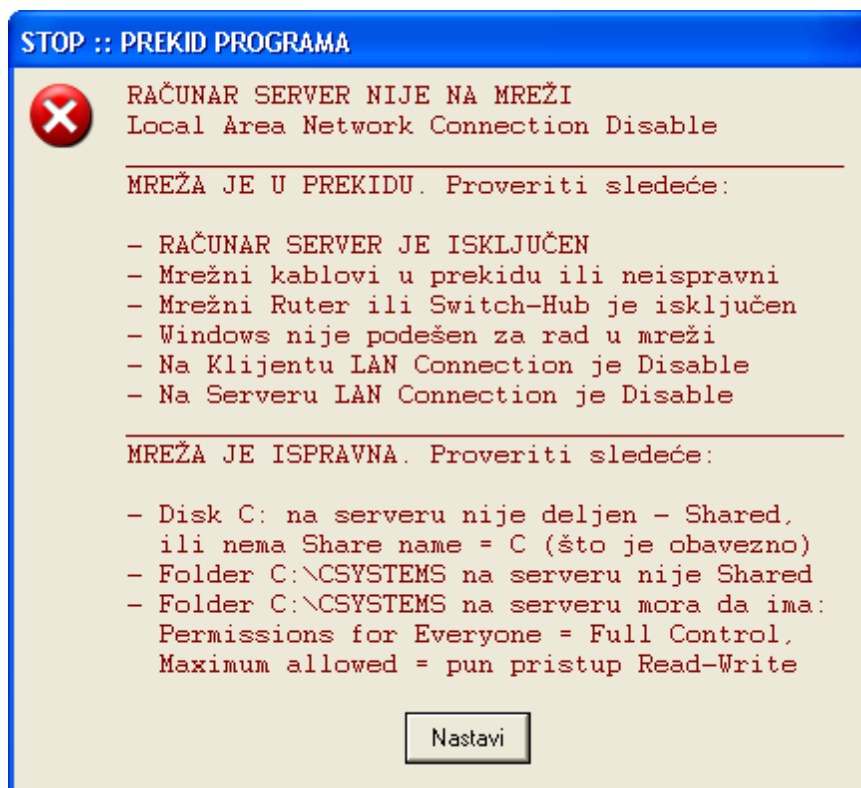 STOP :: PREKID PROGRAMA
RAČUNAR SERVER NIJE NA MREŽI
Local Area Network Connection Disable
MREŽA JE U PREKIDU. Proveriti sledeće:
– RAČUNAR SERVER JE ISKLJUČEN
– Mrežni kablovi u prekidu ili neispravni
– Mrežni Ruter ili Switch–Hub je isključen
– Windows nije podešen za rad u mreži
– Na Klijentu LAN Connection je Disable
– Na Serveru LAN Connection je Disable
MREŽA JE ISPRAVNA. Proveriti sledeće:
– Disk C: na serveru nije deljen – Shared,
ili nema Share name = C (što je obavezno)
– Folder C:\CSYSTEMS na serveru nije Shared
– Folder C:\CSYSTEMS na serveru mora da ima:
Permissions for Everyone = Full Control,
Maximum allowed = pun pristup Read–Write
Nastavi